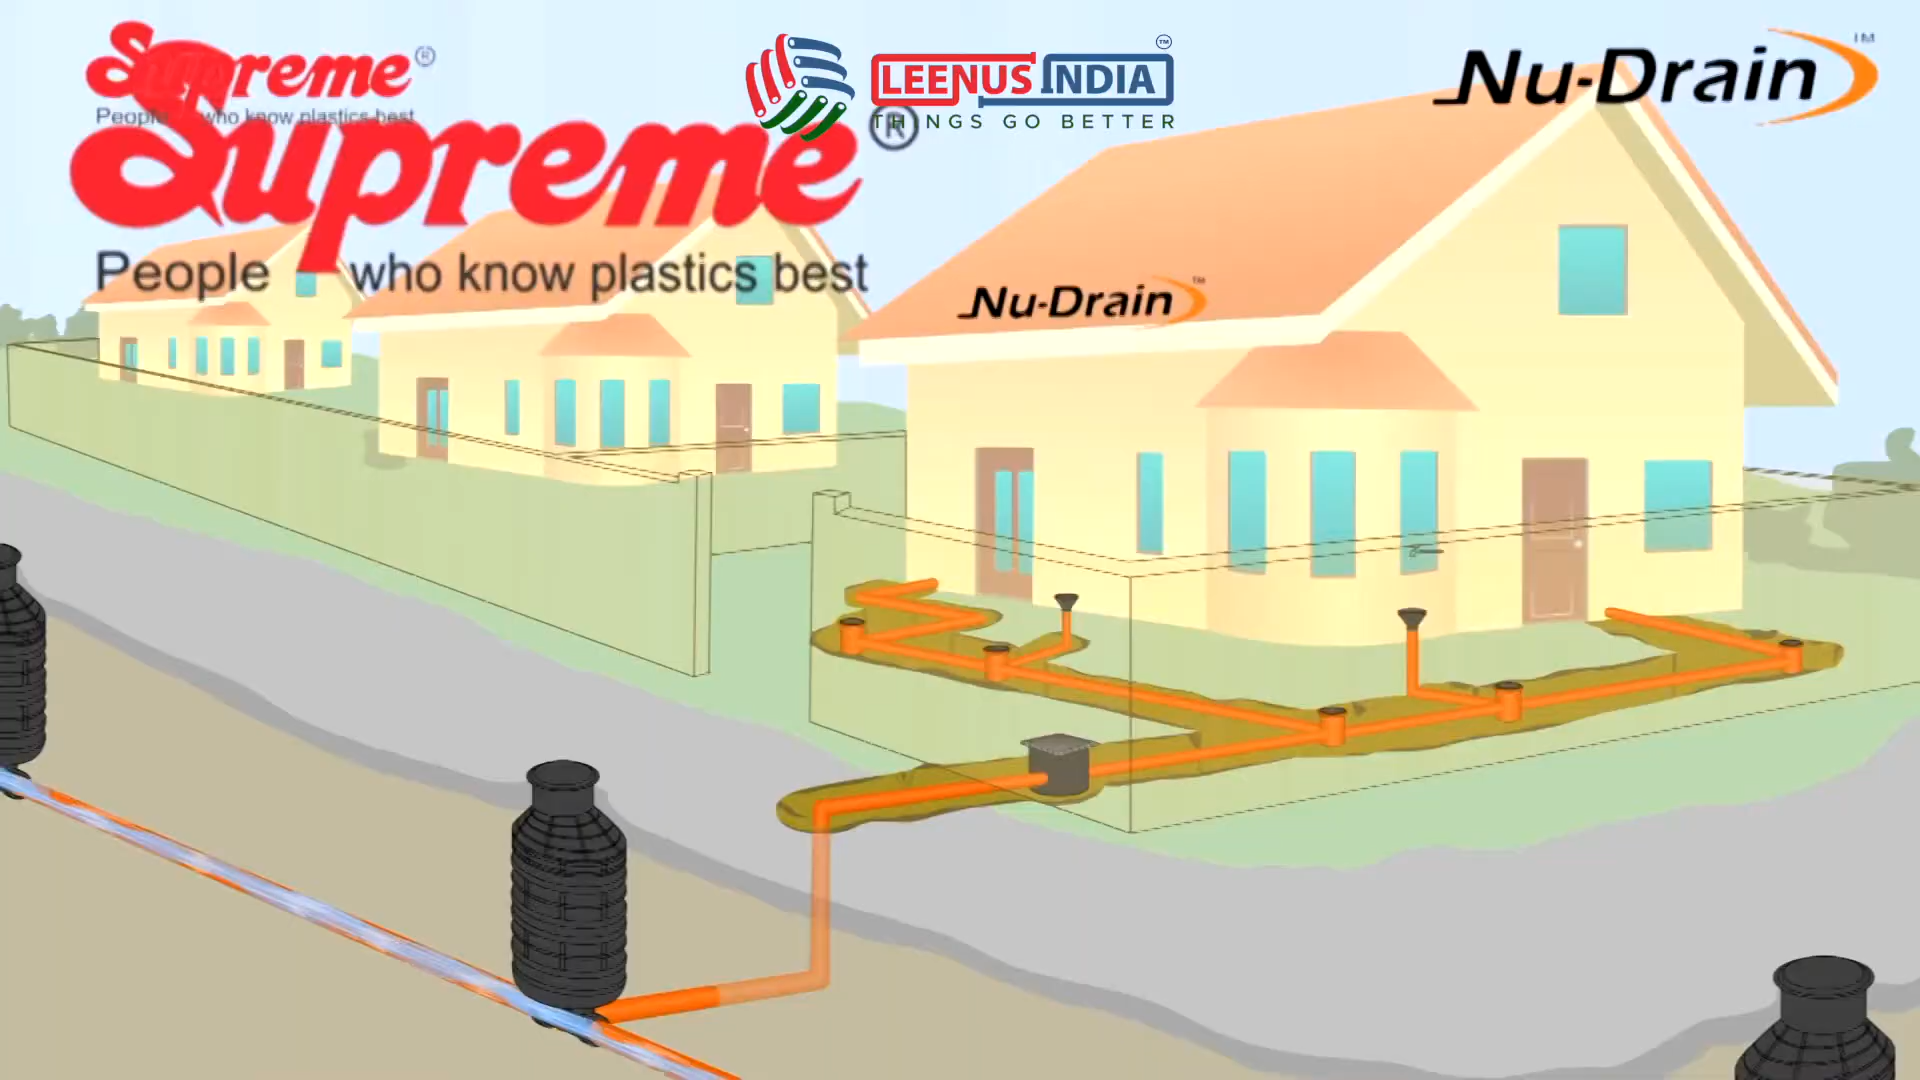 Supreme®
People who know plastics best
LEENUS INDIA™
THINGS GO BETTER
Nu-Drain™
Supreme®
People who know plastics best
Nu-Drain™